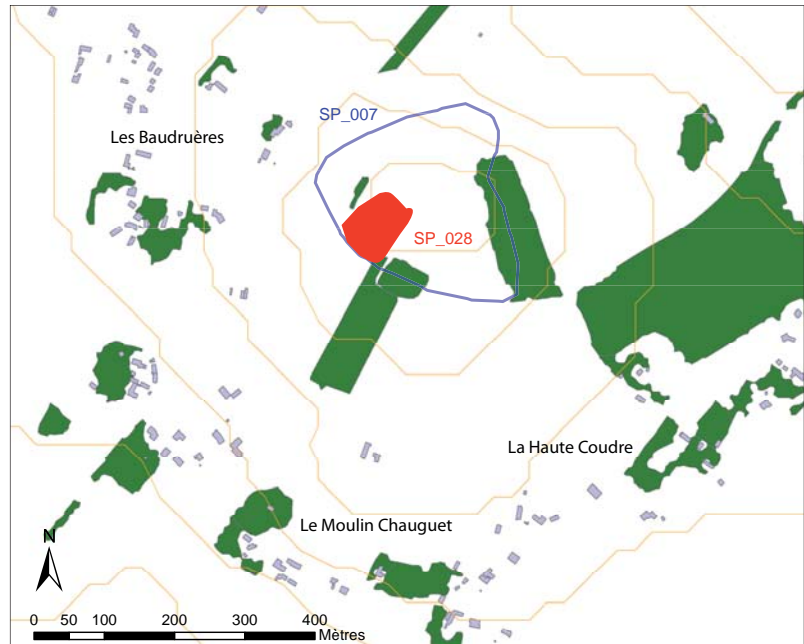 SP_007
Les Baudruères
SP_028
La Haute Coudre
Le Moulin Chauguet
N
0 50 100 200 300 400
Mètres